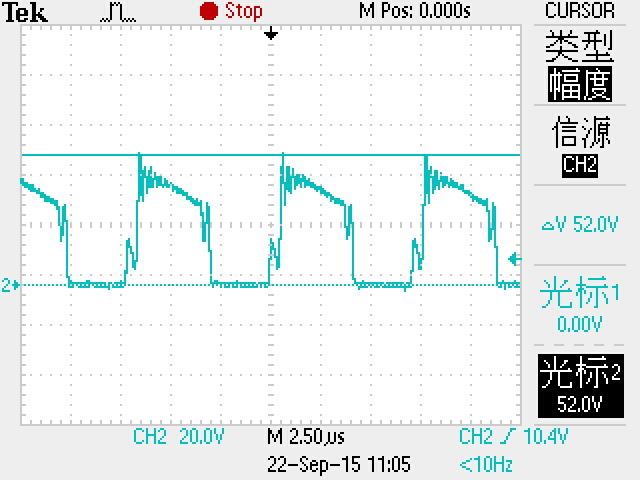 Tek Stop M Pos: 0.000s CURSOR
类型
幅度
信源
CH2
△V 52.0V
光标1
0.00V
光标2
52.0V
2
CH2 20.0V M 2.50µs CH2 10.4V
22-Sep-15 11:05 <10Hz